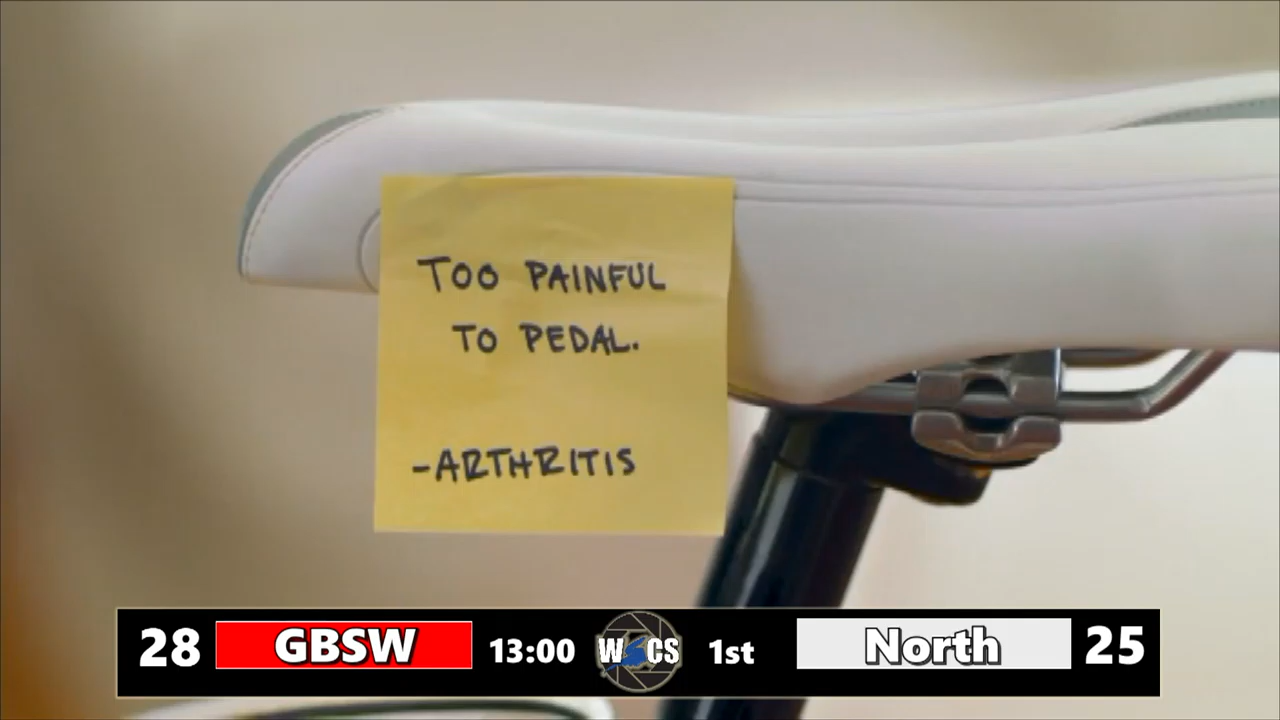 TOO PAINFUL
TO PEDAL.
-ARTHRITIS
28 GBSW 13:00 W CS 1st North 25